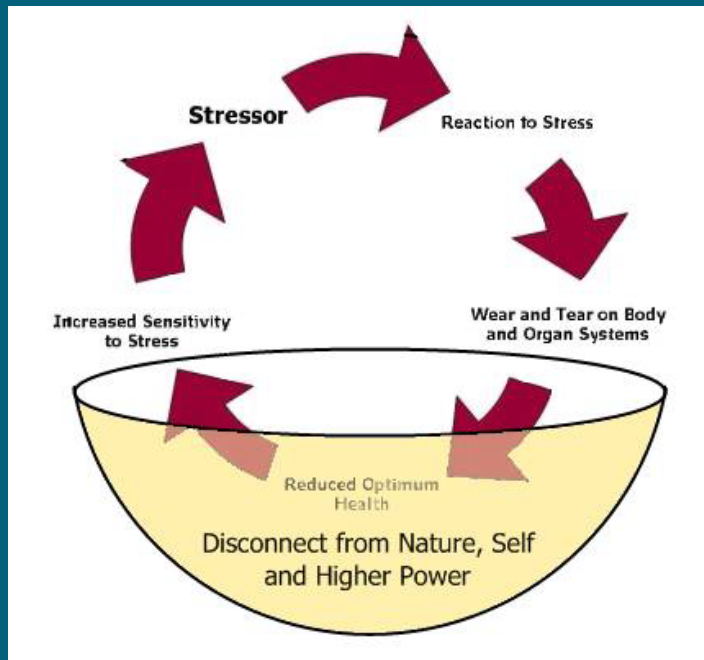 Stressor
Reaction to Stress
Wear and Tear on Body
and Organ Systems
Reduced Optimum
Health
Disconnect from Nature, Self
and Higher Power
Increased Sensitivity
to Stress